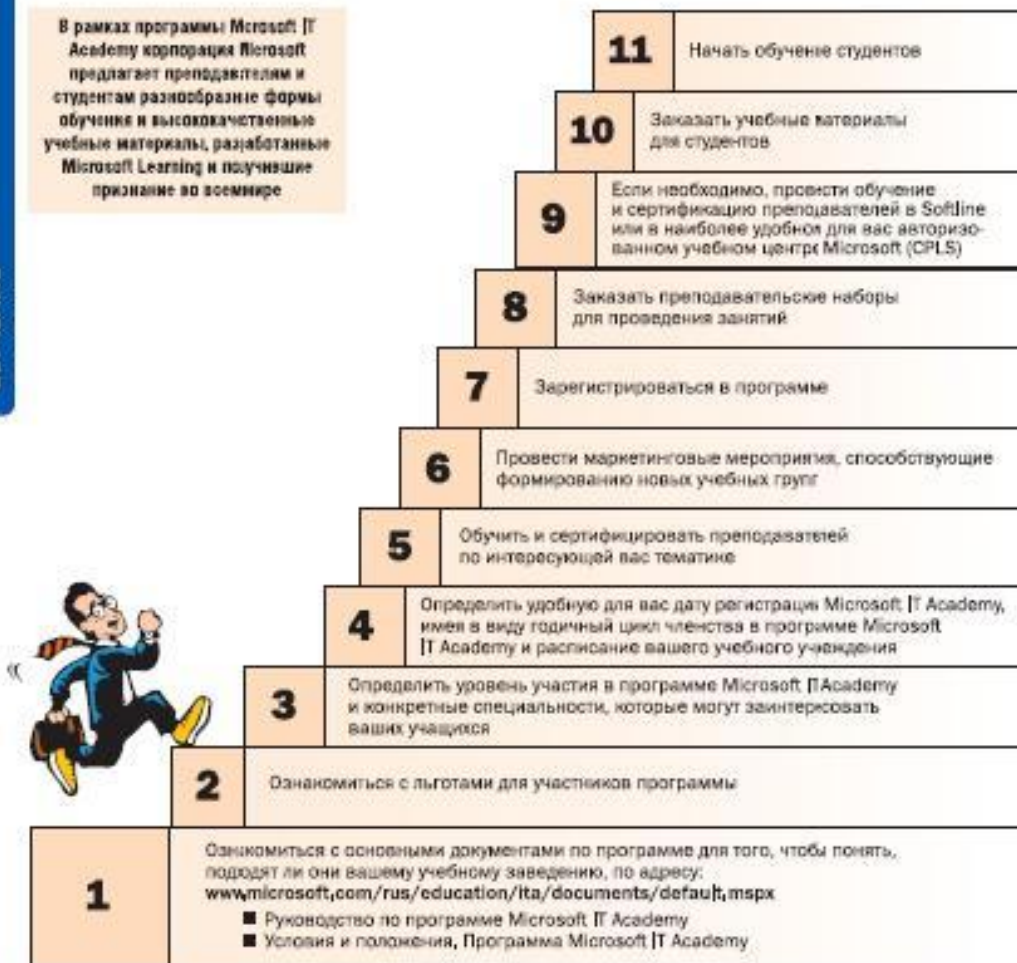 В рамках программы Microsoft IT
Academy корпорация Microsoft
предлагает преподавателям и
студентам разнообразные формы
обучения и высококачественные
учебные материалы, разработанные
Microsoft Learning и получившие
признание во всем мире
11
Начать обучение студентов
10
Заказать учебные материалы
для студентов
9
Если необходимо, провести обучение
и сертификацию преподавателей в Softline
или в наиболее удобном для вас авторизо-
ванном учебном центре Microsoft (CPLS)
8
Заказать преподавательские наборы
для проведения занятий
7
Зарегистрироваться в программе
6
Провести маркетинговые мероприятия, способствующие
формированию новых учебных групп
5
Обучить и сертифицировать преподавателей
по интересующей вас тематике
4
Определить удобную для вас дату регистрации Microsoft IT Academy,
имея в виду годичный цикл членства в программе Microsoft
IT Academy и расписание вашего учебного учреждения
3
Определить уровень участия в программе Microsoft IT Academy
и конкретные специальности, которые могут заинтересовать
ваших учащихся
2
Ознакомиться с льготами для участников программы
1
Ознакомиться с основными документами по программе для того, чтобы понять,
подходят ли они вашему учебному заведению, по адресу:
www.microsoft.com/rus/education/ita/documents/default.mspx
■ Руководство по программе Microsoft IT Academy
■ Условия и положения, Программа Microsoft IT Academy